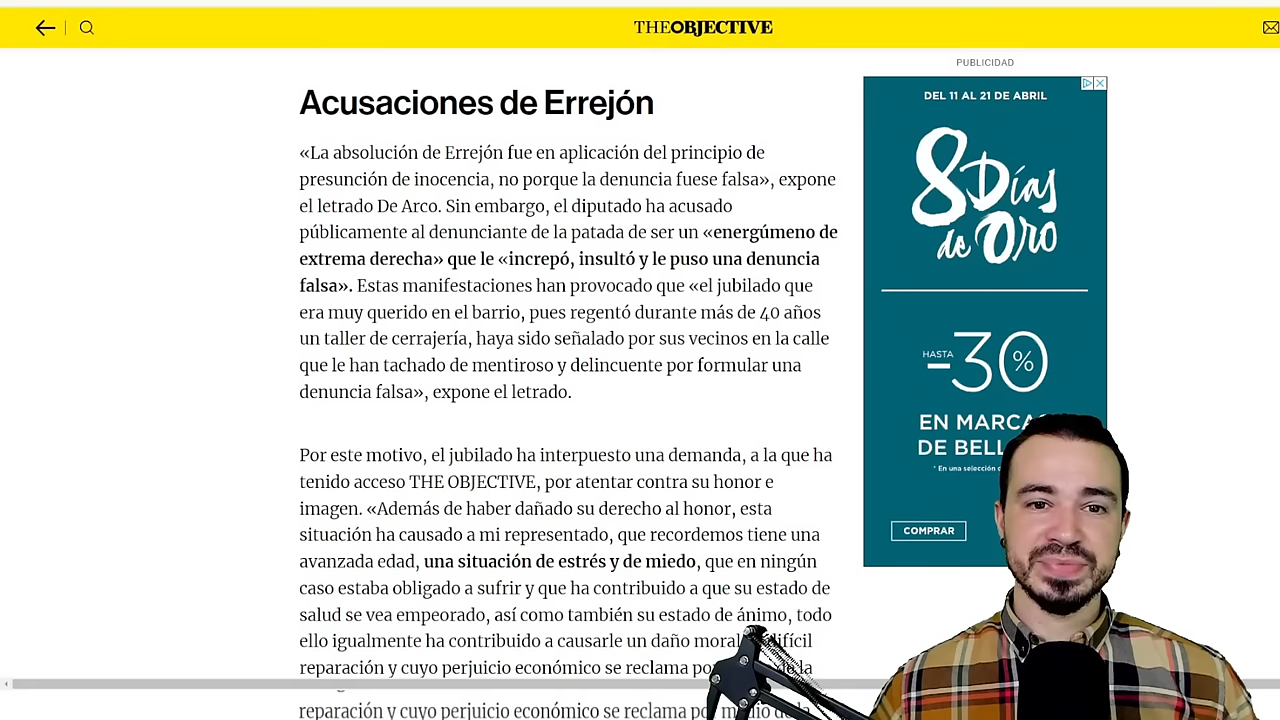 THEOBJECTIVE
PUBLICIDAD
Acusaciones de Errejón
«La absolución de Errejón fue en aplicación del principio de
presunción de inocencia, no porque la denuncia fuese falsa», expone
el letrado De Arco. Sin embargo, el diputado ha acusado
públicamente al denunciante de la patada de ser un «energúmeno de
extrema derecha» que le «increpó, insultó y le puso una denuncia
falsa». Estas manifestaciones han provocado que «el jubilado que
era muy querido en el barrio, pues regentó durante más de 40 años
un taller de cerrajería, haya sido señalado por sus vecinos en la calle
que le han tachado de mentiroso y delincuente por formular una
denuncia falsa», expone el letrado.
Por este motivo, el jubilado ha interpuesto una demanda, a la que ha
tenido acceso THE OBJECTIVE, por atentar contra su honor e
imagen. «Además de haber dañado su derecho al honor, esta
situación ha causado a mi representado, que recordemos tiene una
avanzada edad, una situación de estrés y de miedo, que en ningún
caso estaba obligado a sufrir y que ha contribuido a que su estado de
salud se vea empeorado, así como también su estado de ánimo, todo
ello igualmente ha contribuido a causarle un daño moral difícil
reparación y cuyo perjuicio económico se reclama por de la
reparación y cuyo perjuicio económico se reclama por medio de la
DEL 11 AL 21 DE ABRIL
8 Días
de Oro
HASTA
-30%
EN MARCAS
DE BELL
* En una selección d
COMPRAR